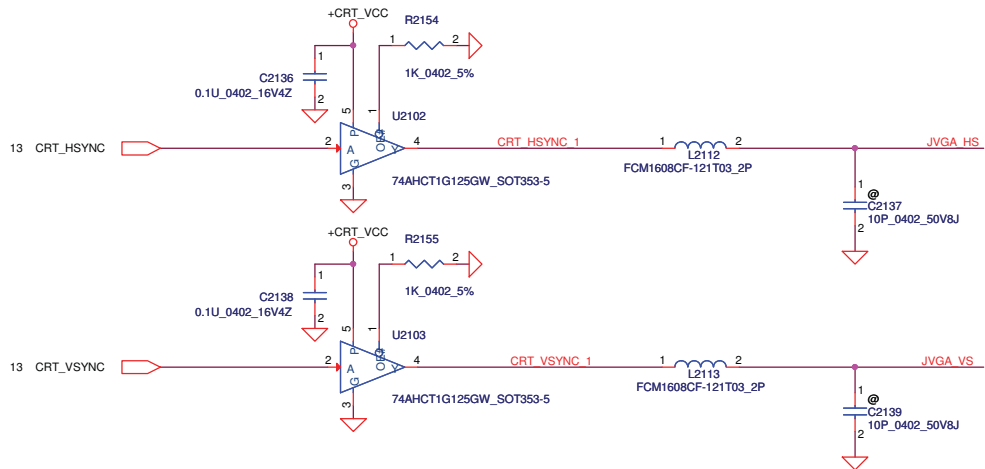 +CRT_VCC
R2154
1 2
1K_0402_5%
1
C2136
0.1U_0402_16V4Z
2
5
1
U2102
P
OE#
13 CRT_HSYNC
2
A
Y
4
G
3
74AHCT1G125GW_SOT353-5
CRT_HSYNC_1
1 2
L2112
FCM1608CF-121T03_2P
JVGA_HS
1
@
C2137
10P_0402_50V8J
2
+CRT_VCC
R2155
1 2
1K_0402_5%
1
C2138
0.1U_0402_16V4Z
2
5
1
U2103
P
OE#
13 CRT_VSYNC
2
A
Y
4
G
3
74AHCT1G125GW_SOT353-5
CRT_VSYNC_1
1 2
L2113
FCM1608CF-121T03_2P
JVGA_VS
1
@
C2139
10P_0402_50V8J
2